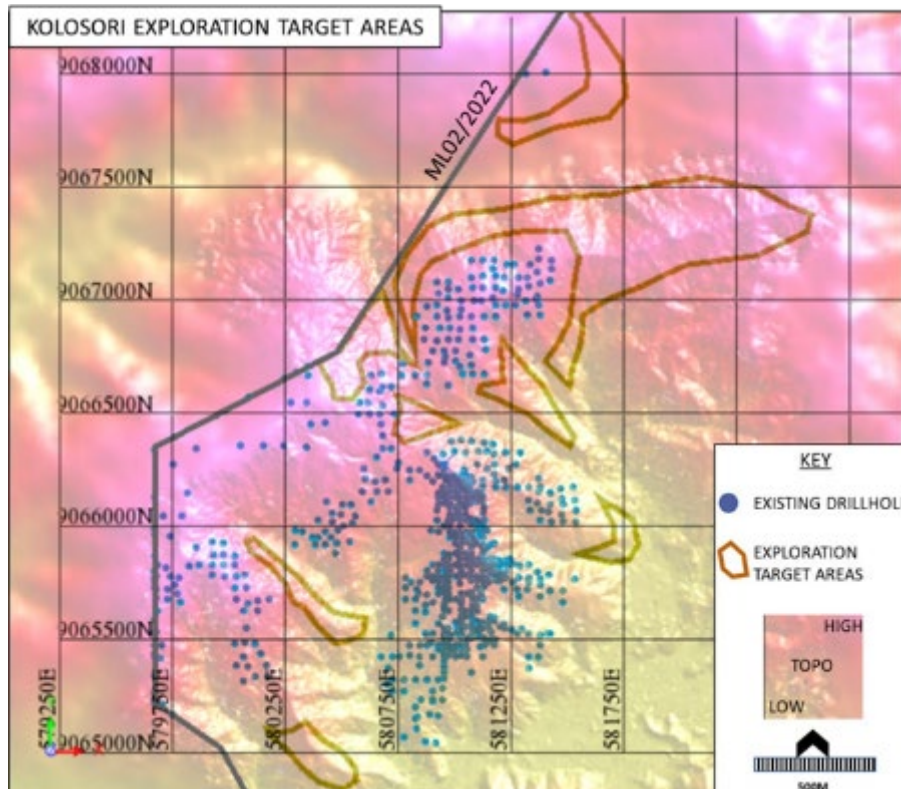 KOLOSORI EXPLORATION TARGET AREAS
9068000N
ML02/2022
9067500N
9067000N
9066500N
9066000N
9065500N
9065000N
579250E
579750E
580250E
580750E
581250E
581750E
KEY
EXISTING DRILLHOL
EXPLORATION
TARGET AREAS
HIGH
TOPO
LOW
500M